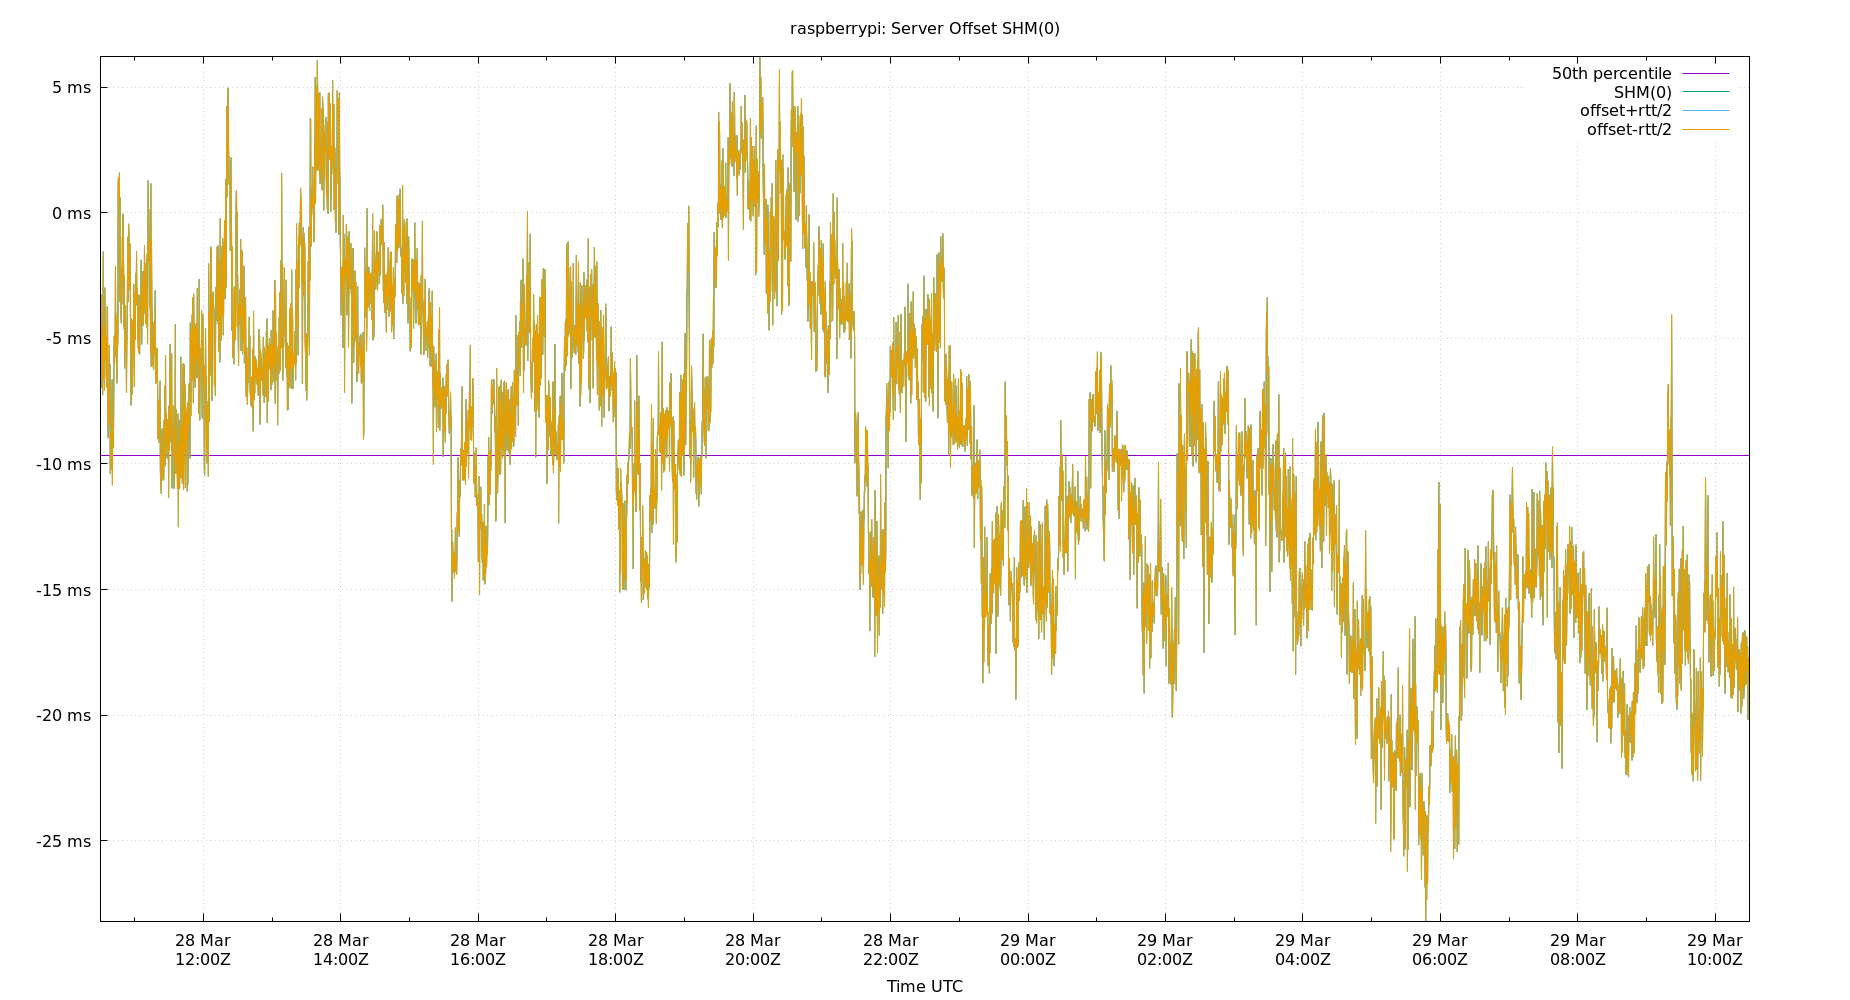 raspberrypi: Server Offset SHM(0)
50th percentile
SHM(0)
offset+rtt/2
offset-rtt/2
5 ms
0 ms
-5 ms
-10 ms
-15 ms
-20 ms
-25 ms
28 Mar 28 Mar 28 Mar 28 Mar 28 Mar 28 Mar 29 Mar 29 Mar 29 Mar 29 Mar 29 Mar 29 Mar
12:00Z 14:00Z 16:00Z 18:00Z 20:00Z 22:00Z 00:00Z 02:00Z 04:00Z 06:00Z 08:00Z 10:00Z
Time UTC